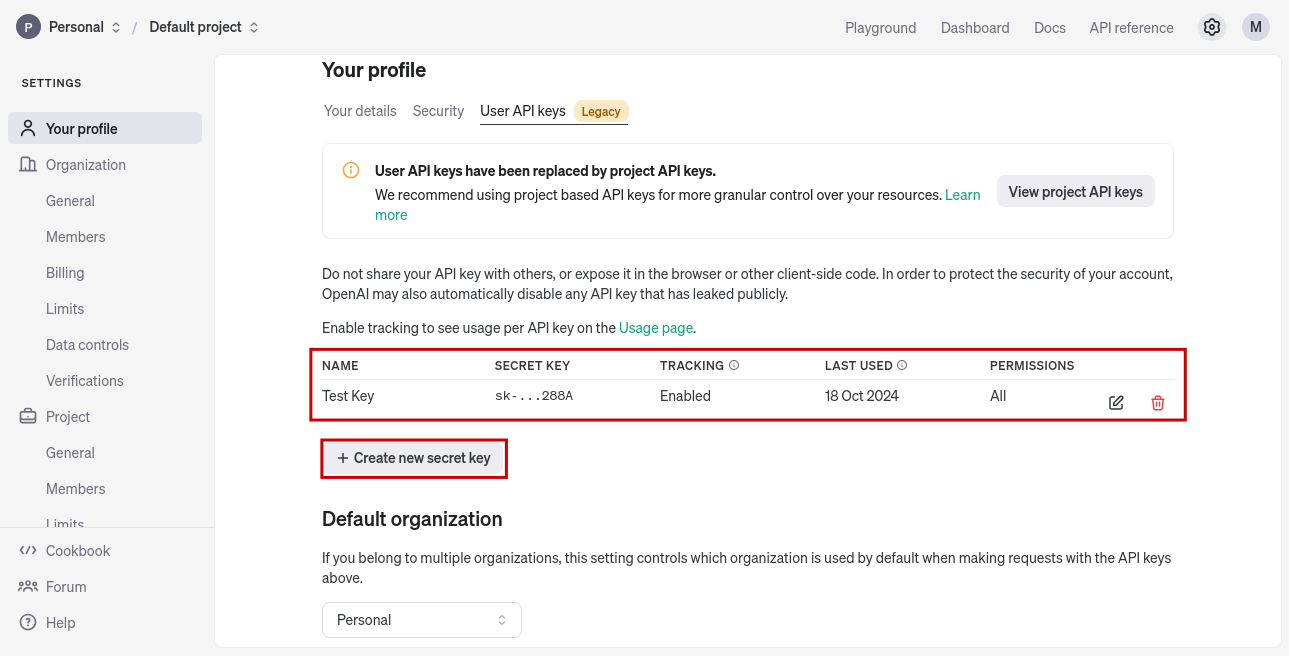 P Personal / Default project
Playground Dashboard Docs API reference M
SETTINGS
Your profile
Organization
General
Members
Billing
Limits
Data controls
Verifications
Project
General
Members
Limits
Cookbook
Forum
Help
Your profile
Your details Security User API keys Legacy
User API keys have been replaced by project API keys.
We recommend using project based API keys for more granular control over your resources. Learn
more
View project API keys
Do not share your API key with others, or expose it in the browser or other client-side code. In order to protect the security of your account,
OpenAI may also automatically disable any API key that has leaked publicly.
Enable tracking to see usage per API key on the Usage page.
NAME SECRET KEY TRACKING LAST USED PERMISSIONS
Test Key sk-...288A Enabled 18 Oct 2024 All
+ Create new secret key
Default organization
If you belong to multiple organizations, this setting controls which organization is used by default when making requests with the API keys
above.
Personal